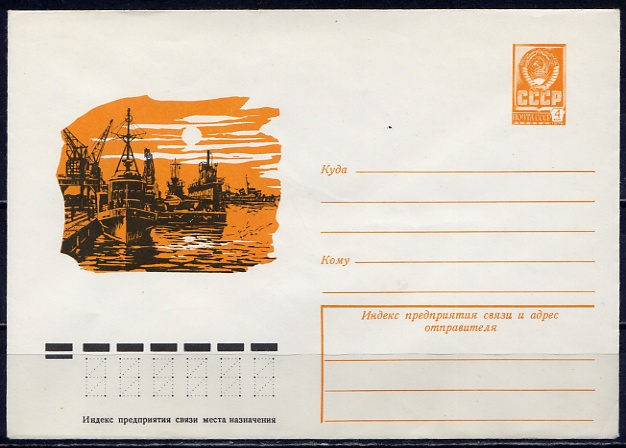 СССР
ПОЧТА СССР 4
Куда
Кому
Индекс предприятия связи и адрес
отправителя
Индекс предприятия связи места назначения